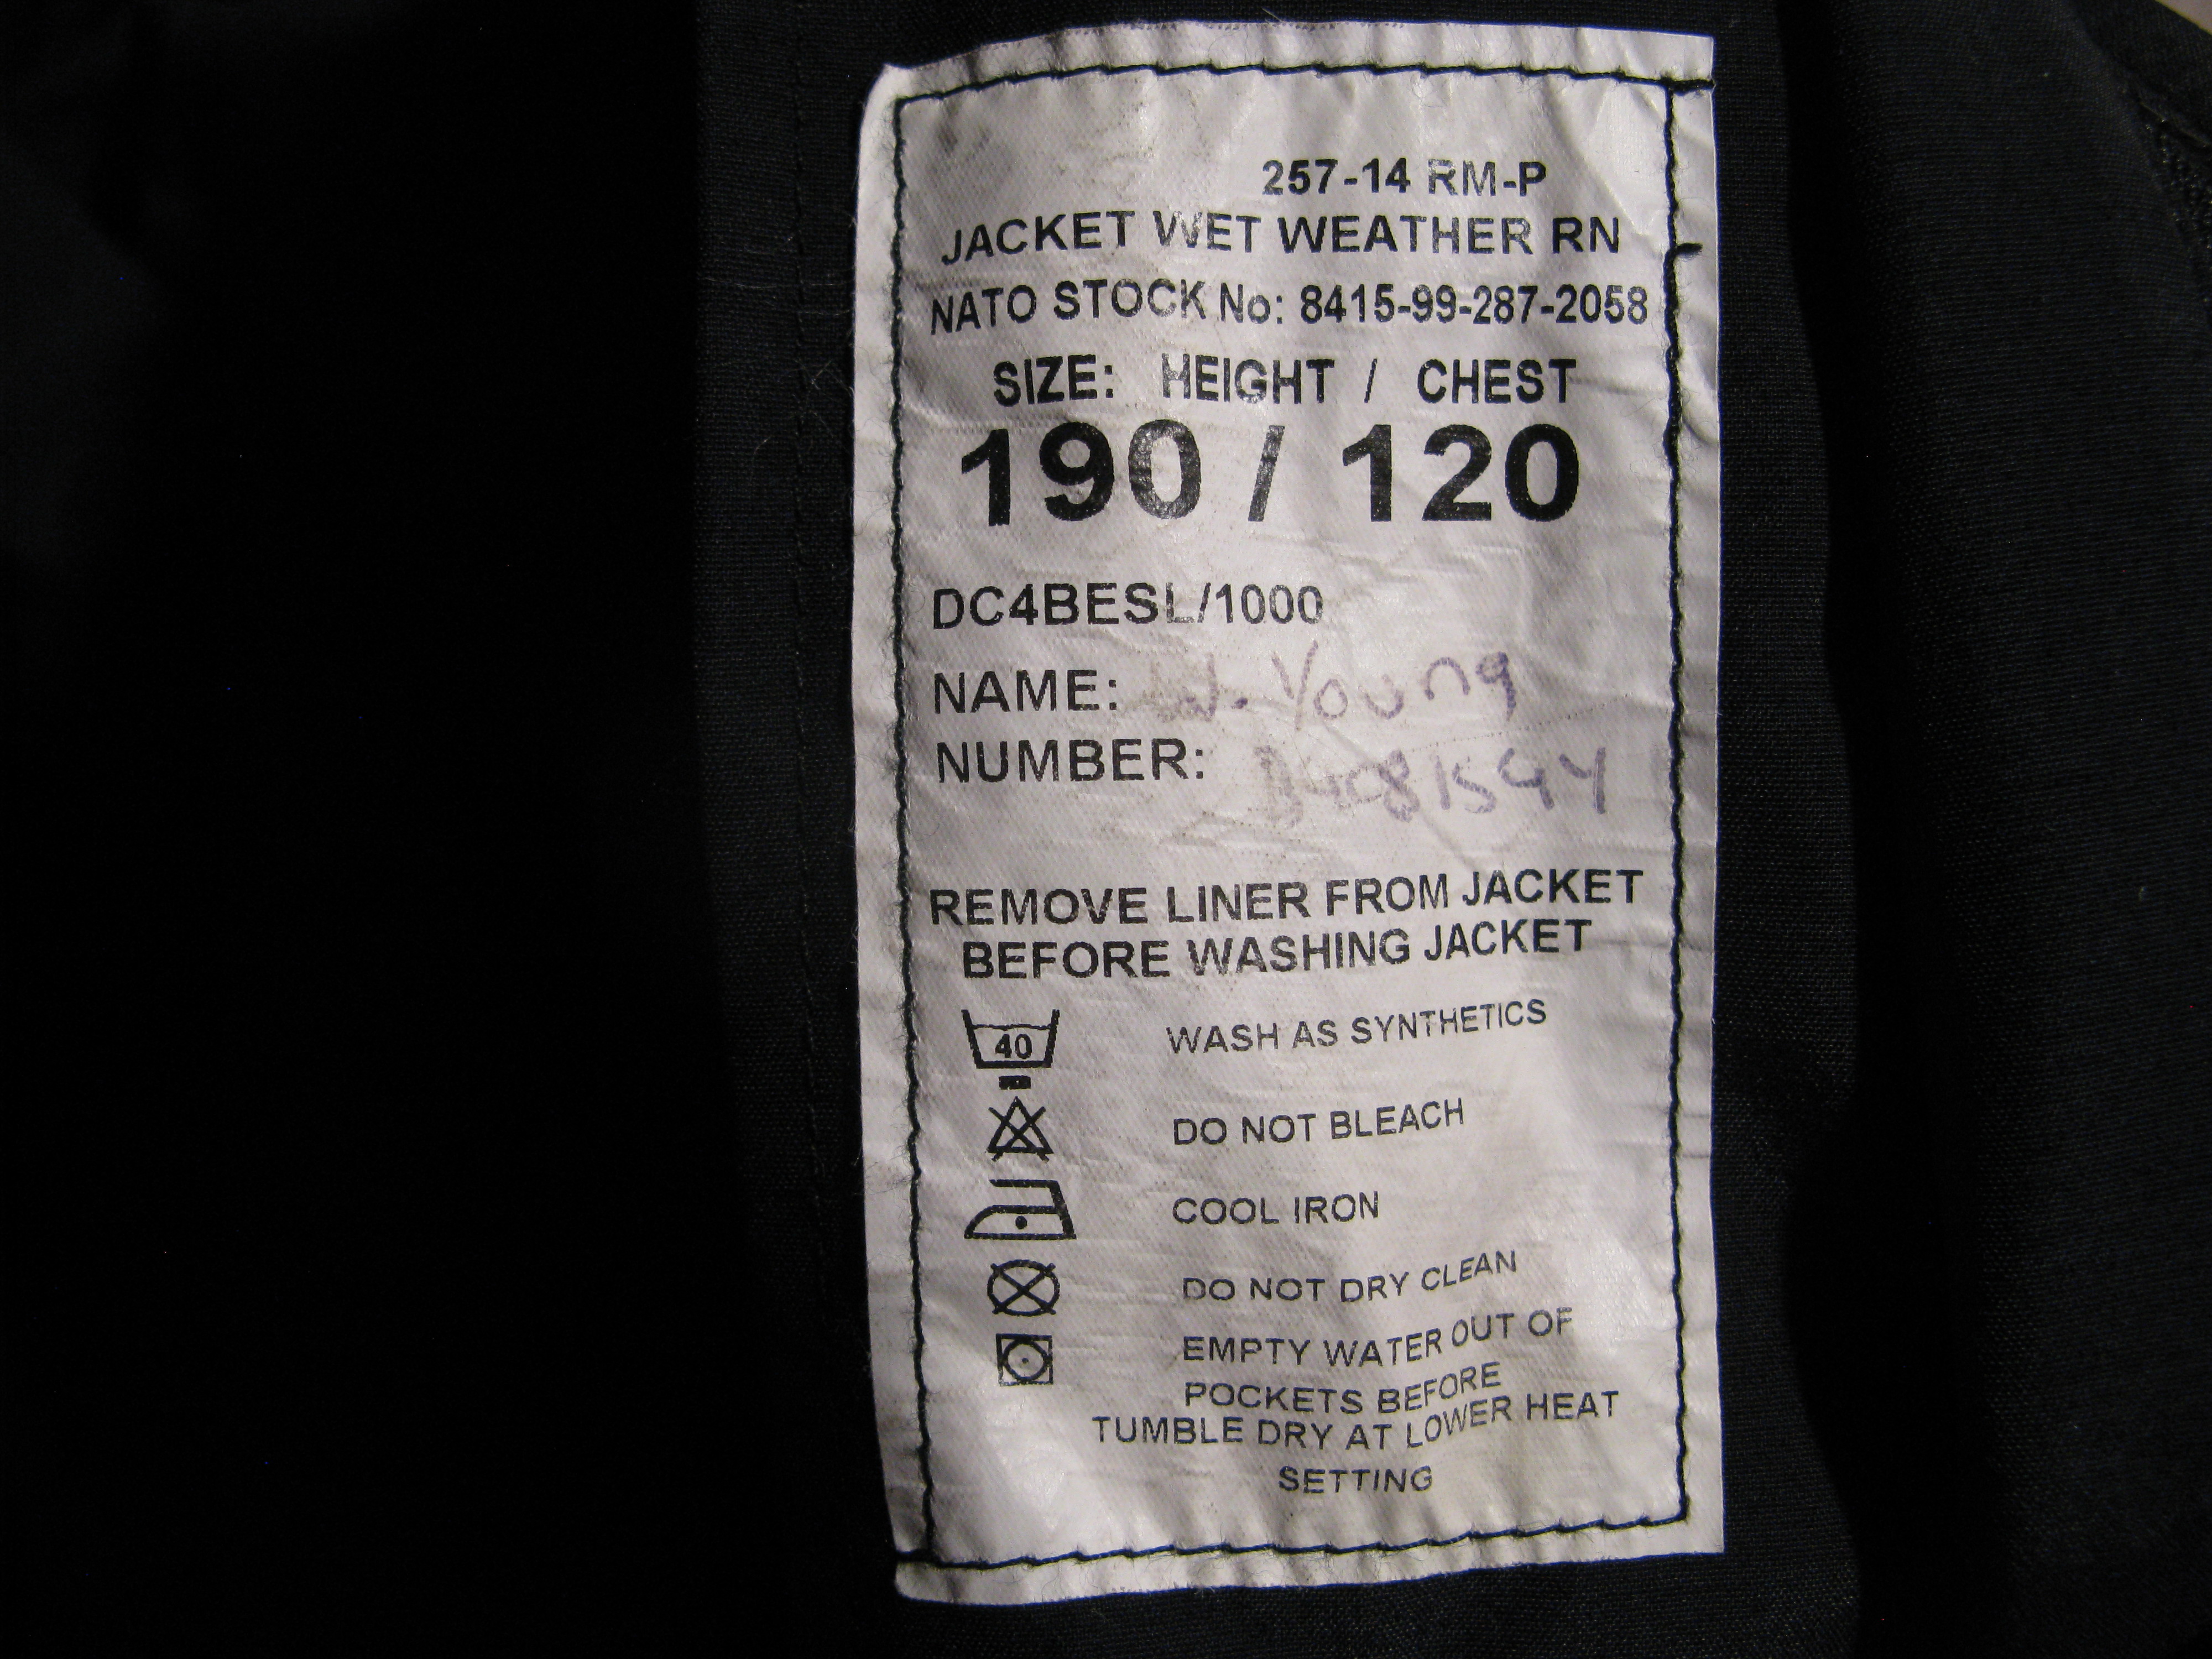 257-14 RM-P
JACKET WET WEATHER RN
NATO STOCK No: 8415-99-287-2058
SIZE: HEIGHT / CHEST
190 / 120
DC4BESL/1000
NAME: Young
NUMBER:
REMOVE LINER FROM JACKET
BEFORE WASHING JACKET
40 WASH AS SYNTHETICS
DO NOT BLEACH
COOL IRON
DO NOT DRY CLEAN
EMPTY WATER OUT OF
POCKETS BEFORE
TUMBLE DRY AT LOWER HEAT
SETTING